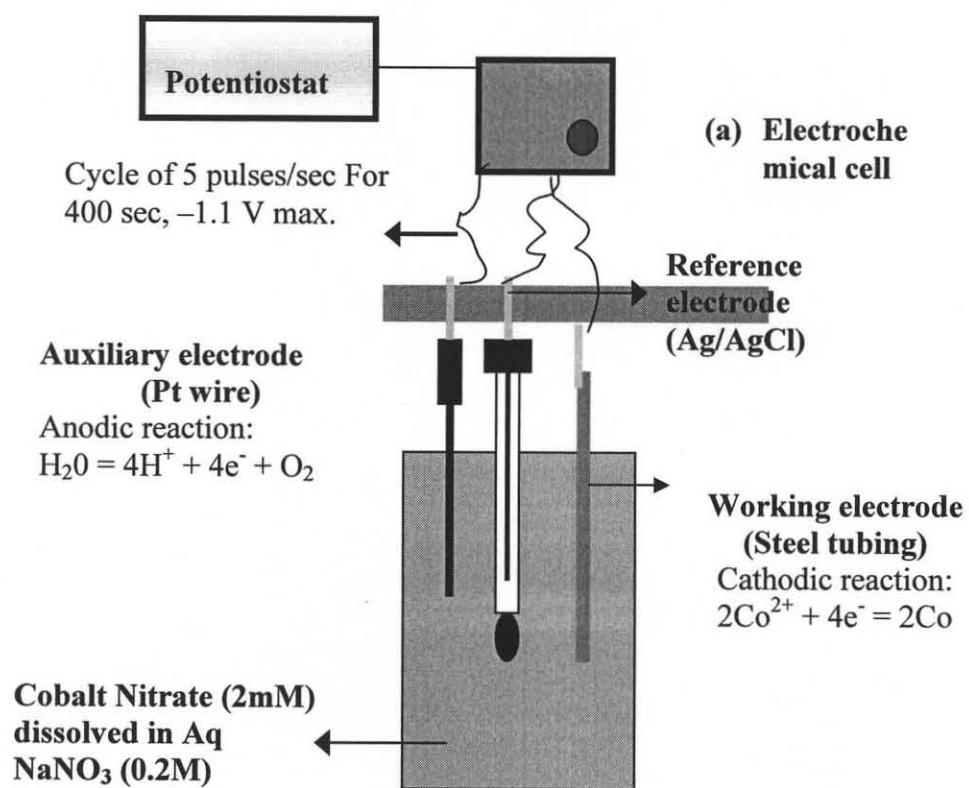 Potentiostat
(a) Electroche
mical cell
Cycle of 5 pulses/sec For
400 sec, –1.1 V max.
Reference
electrode
(Ag/AgCl)
Auxiliary electrode
(Pt wire)
Anodic reaction:
H₂0 = 4H⁺ + 4e⁻ + O₂
Working electrode
(Steel tubing)
Cathodic reaction:
2Co²⁺ + 4e⁻ = 2Co
Cobalt Nitrate (2mM)
dissolved in Aq
NaNO₃ (0.2M)